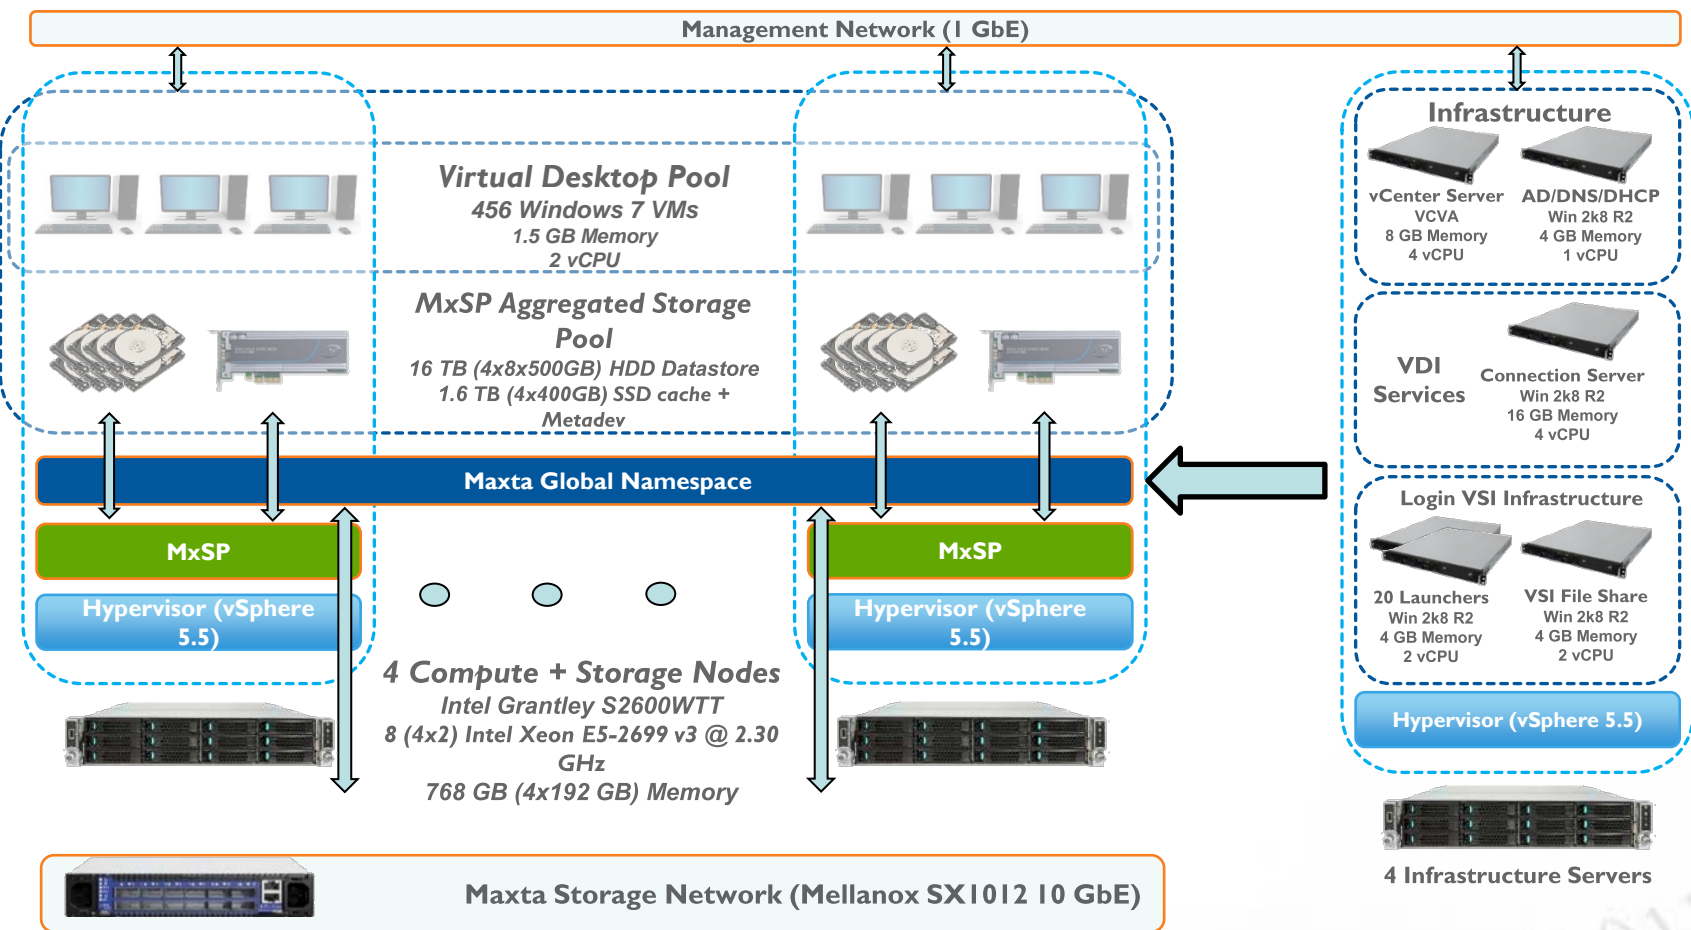 Management Network (1 GbE)
Virtual Desktop Pool
456 Windows 7 VMs
1.5 GB Memory
2 vCPU
MxSP Aggregated Storage
Pool
16 TB (4x8x500GB) HDD Datastore
1.6 TB (4x400GB) SSD cache +
Metadev
Maxta Global Namespace
MxSP
MxSP
Hypervisor (vSphere
5.5)
Hypervisor (vSphere
5.5)
4 Compute + Storage Nodes
Intel Grantley S2600WTT
8 (4x2) Intel Xeon E5-2699 v3 @ 2.30
GHz
768 GB (4x192 GB) Memory
Maxta Storage Network (Mellanox SX1012 10 GbE)
Infrastructure
vCenter Server
VCVA
8 GB Memory
4 vCPU
AD/DNS/DHCP
Win 2k8 R2
4 GB Memory
1 vCPU
VDI
Services
Connection Server
Win 2k8 R2
16 GB Memory
4 vCPU
Login VSI Infrastructure
20 Launchers
Win 2k8 R2
4 GB Memory
2 vCPU
VSI File Share
Win 2k8 R2
4 GB Memory
2 vCPU
Hypervisor (vSphere 5.5)
4 Infrastructure Servers